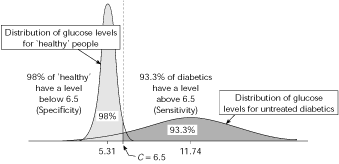 Distribution of glucose levels
for 'healthy' people
98% of 'healthy'
have a level
below 6.5
(Specificity)
93.3% of diabetics
have a level
above 6.5
(Sensitivity)
Distribution of glucose
levels for untreated diabetics
98%
93.3%
5.31
C = 6.5
11.74